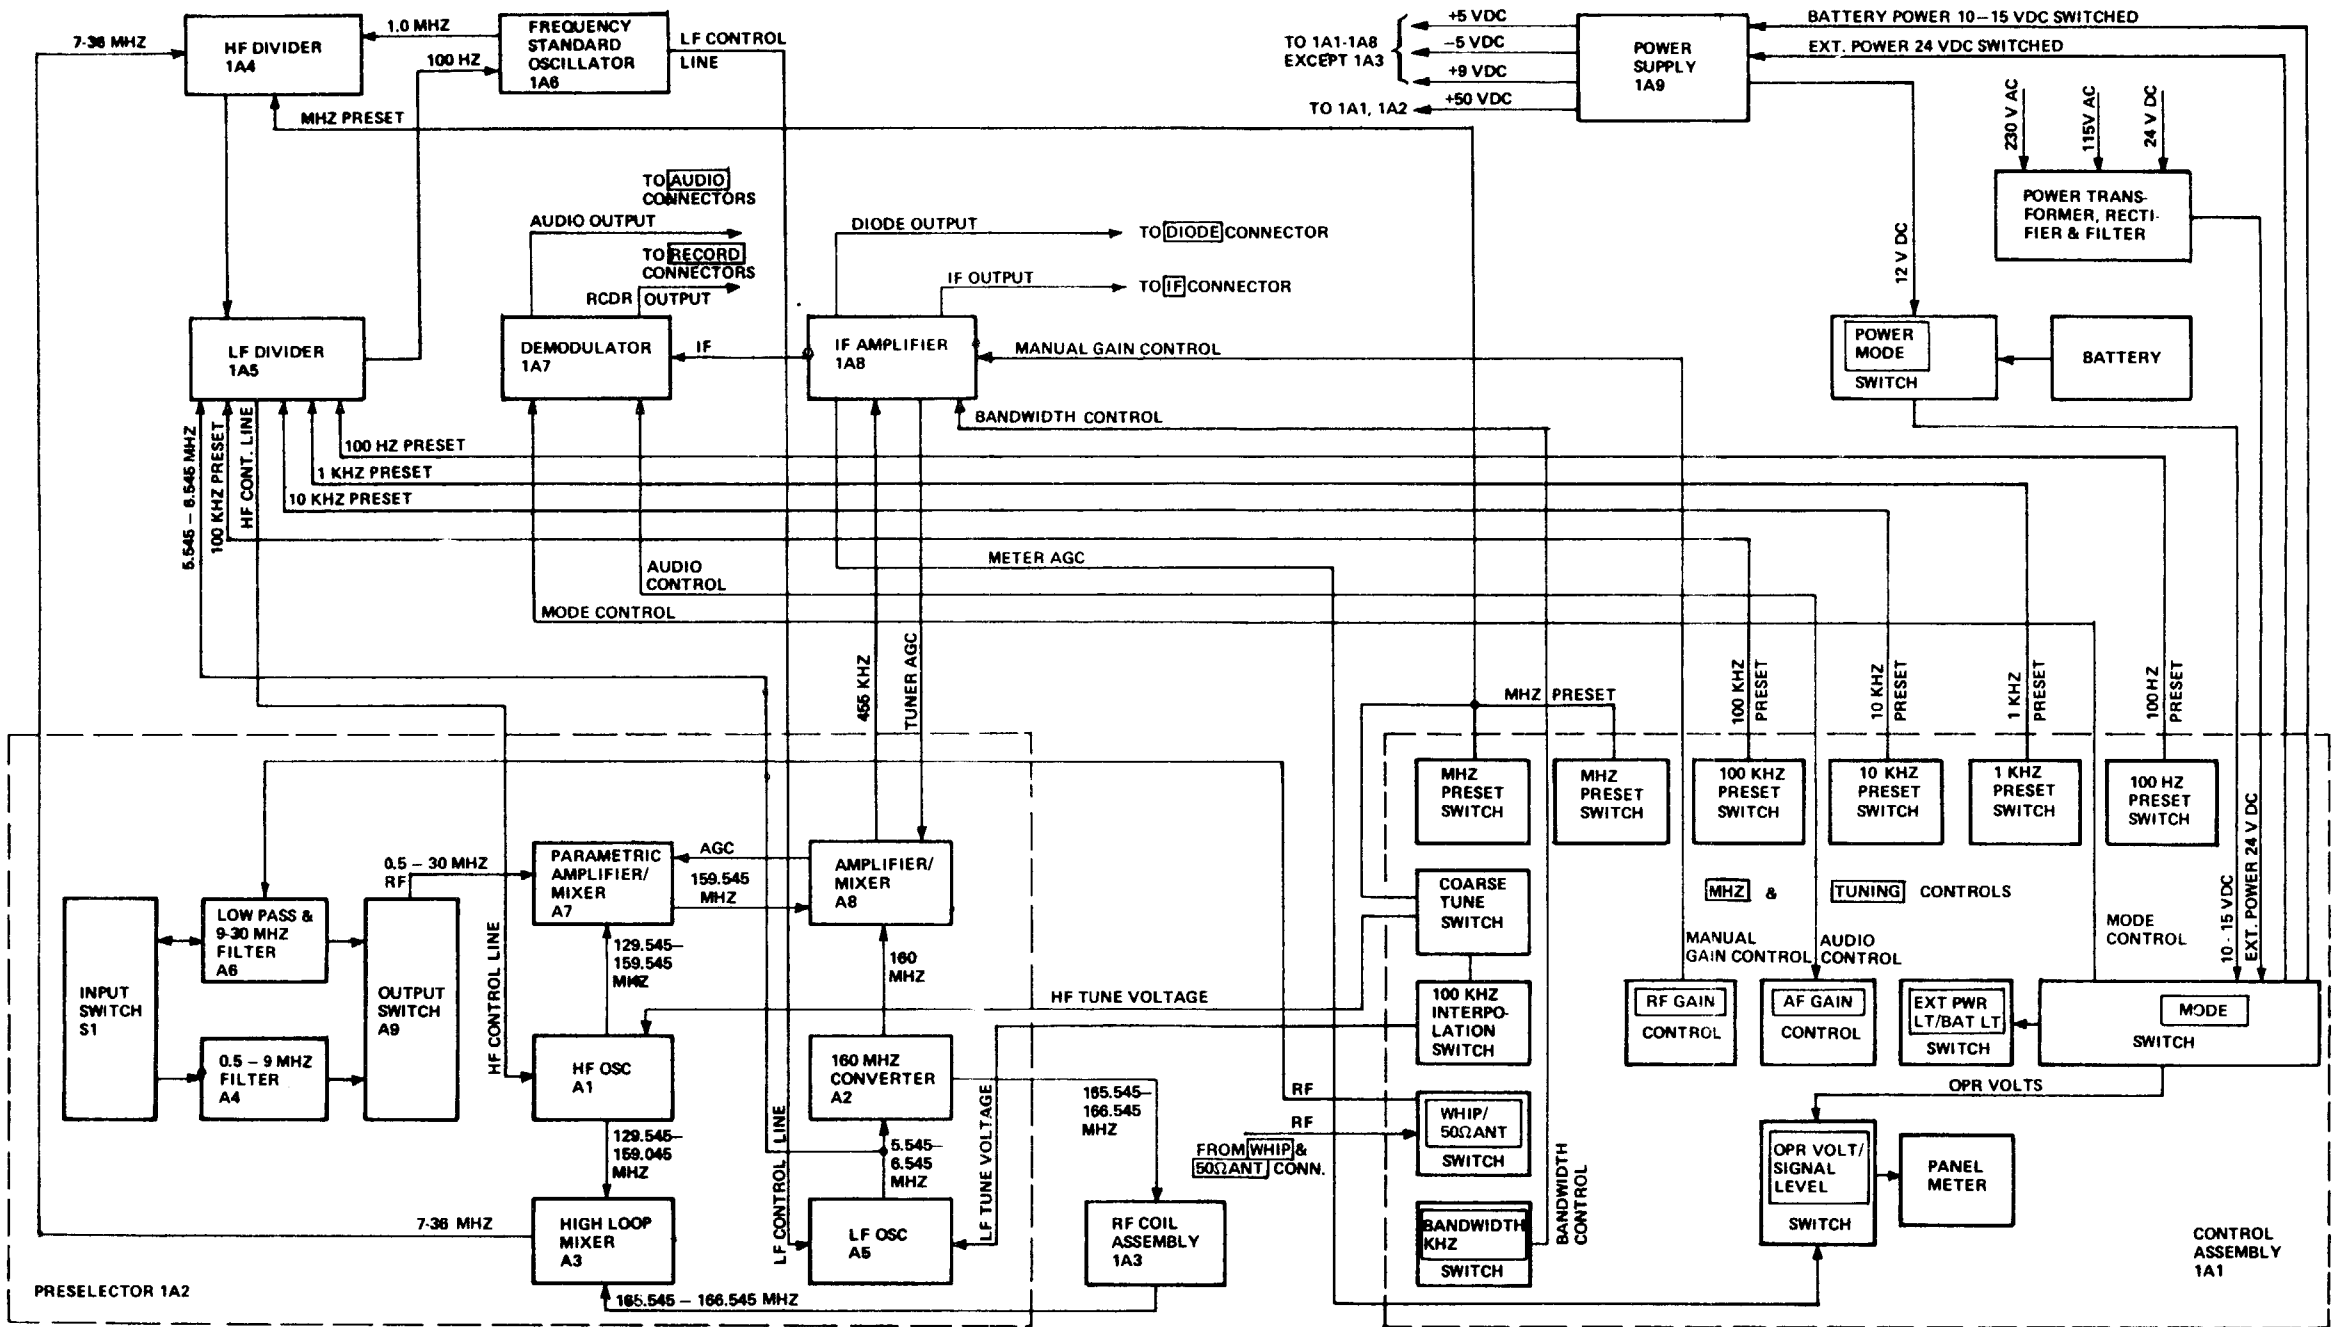 7-36 MHZ
HF DIVIDER
1A4
1.0 MHZ
100 HZ
FREQUENCY
STANDARD
OSCILLATOR
1A6
LF CONTROL
LINE
MHZ PRESET
TO 1A1-1A8
EXCEPT 1A3
+5 VDC
-5 VDC
+9 VDC
TO 1A1, 1A2
+50 VDC
POWER
SUPPLY
1A9
BATTERY POWER 10-15 VDC SWITCHED
EXT. POWER 24 VDC SWITCHED
230 V AC
115V AC
24 V DC
POWER TRANS-
FORMER, RECTI-
FIER & FILTER
12 V DC
TO AUDIO
CONNECTORS
AUDIO OUTPUT
TO RECORD
CONNECTORS
RCDR OUTPUT
DIODE OUTPUT
TO DIODE CONNECTOR
IF OUTPUT
TO IF CONNECTOR
LF DIVIDER
1A5
DEMODULATOR
1A7
IF
IF AMPLIFIER
1A8
MANUAL GAIN CONTROL
BANDWIDTH CONTROL
POWER
MODE
SWITCH
BATTERY
5.545 - 6.545 MHZ
100 KHZ PRESET
HF CONT. LINE
100 HZ PRESET
1 KHZ PRESET
10 KHZ PRESET
METER AGC
AUDIO
CONTROL
MODE CONTROL
455 KHZ
TUNER AGC
MHZ PRESET
100 KHZ
PRESET
10 KHZ
PRESET
1 KHZ
PRESET
100 HZ
PRESET
MHZ
PRESET
SWITCH
MHZ
PRESET
SWITCH
100 KHZ
PRESET
SWITCH
10 KHZ
PRESET
SWITCH
1 KHZ
PRESET
SWITCH
100 HZ
PRESET
SWITCH
10 - 15 VDC
EXT. POWER 24 V DC
0.5 - 30 MHZ
RF
PARAMETRIC
AMPLIFIER/
MIXER
A7
AGC
159.545
MHZ
AMPLIFIER/
MIXER
A8
COARSE
TUNE
SWITCH
MHZ & TUNING CONTROLS
MODE
CONTROL
INPUT
SWITCH
S1
LOW PASS &
9-30 MHZ
FILTER
A6
OUTPUT
SWITCH
A9
0.5 - 9 MHZ
FILTER
A4
HF CONTROL LINE
129.545-
159.545
MHZ
160
MHZ
HF TUNE VOLTAGE
100 KHZ
INTERPO-
LATION
SWITCH
MANUAL
GAIN CONTROL
AUDIO
CONTROL
RF GAIN
CONTROL
AF GAIN
CONTROL
EXT PWR
LT/BAT LT
SWITCH
MODE
SWITCH
HF OSC
A1
160 MHZ
CONVERTER
A2
LF CONTROL LINE
LF TUNE VOLTAGE
165.545-
166.545
MHZ
RF
RF
FROM WHIP &
50ΩANT CONN.
WHIP/
50ΩANT
SWITCH
OPR VOLTS
129.545-
159.045
MHZ
5.545-
6.545
MHZ
OPR VOLT/
SIGNAL
LEVEL
SWITCH
PANEL
METER
7-36 MHZ
HIGH LOOP
MIXER
A3
LF OSC
A5
RF COIL
ASSEMBLY
1A3
BANDWIDTH
KHZ
SWITCH
BANDWIDTH
CONTROL
CONTROL
ASSEMBLY
1A1
PRESELECTOR 1A2
165.545 - 166.545 MHZ